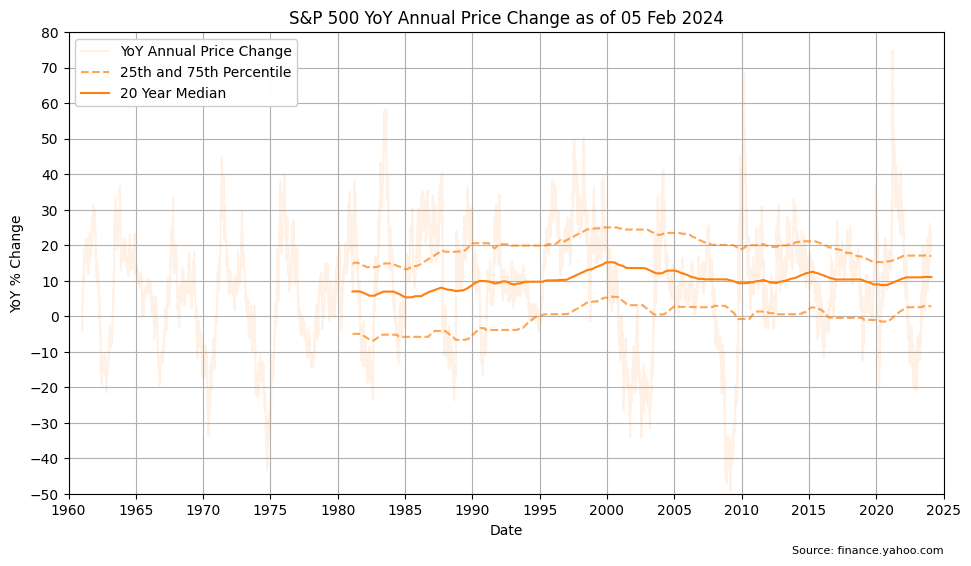 S&P 500 YoY Annual Price Change as of 05 Feb 2024
YoY Annual Price Change
25th and 75th Percentile
20 Year Median
YoY % Change
80
70
60
50
40
30
20
10
0
−10
−20
−30
−40
−50
1960 1965 1970 1975 1980 1985 1990 1995 2000 2005 2010 2015 2020 2025
Date
Source: finance.yahoo.com